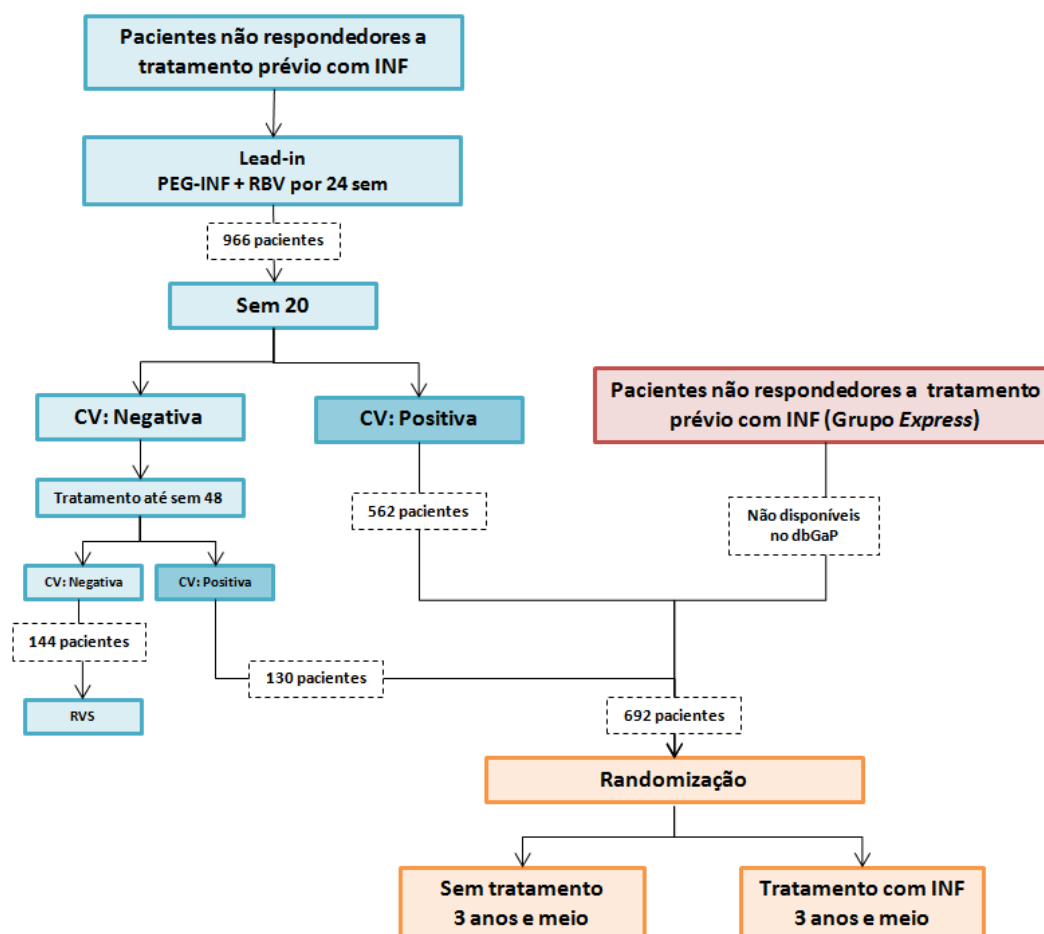 Pacientes não respondedores a
tratamento prévio com INF
Lead-in
PEG-INF + RBV por 24 sem
966 pacientes
Sem 20
CV: Negativa
CV: Positiva
Pacientes não respondedores a tratamento
prévio com INF (Grupo Express)
Tratamento até sem 48
562 pacientes
Não disponíveis
no dbGaP
CV: Negativa
CV: Positiva
144 pacientes
130 pacientes
RVS
692 pacientes
Randomização
Sem tratamento
3 anos e meio
Tratamento com INF
3 anos e meio